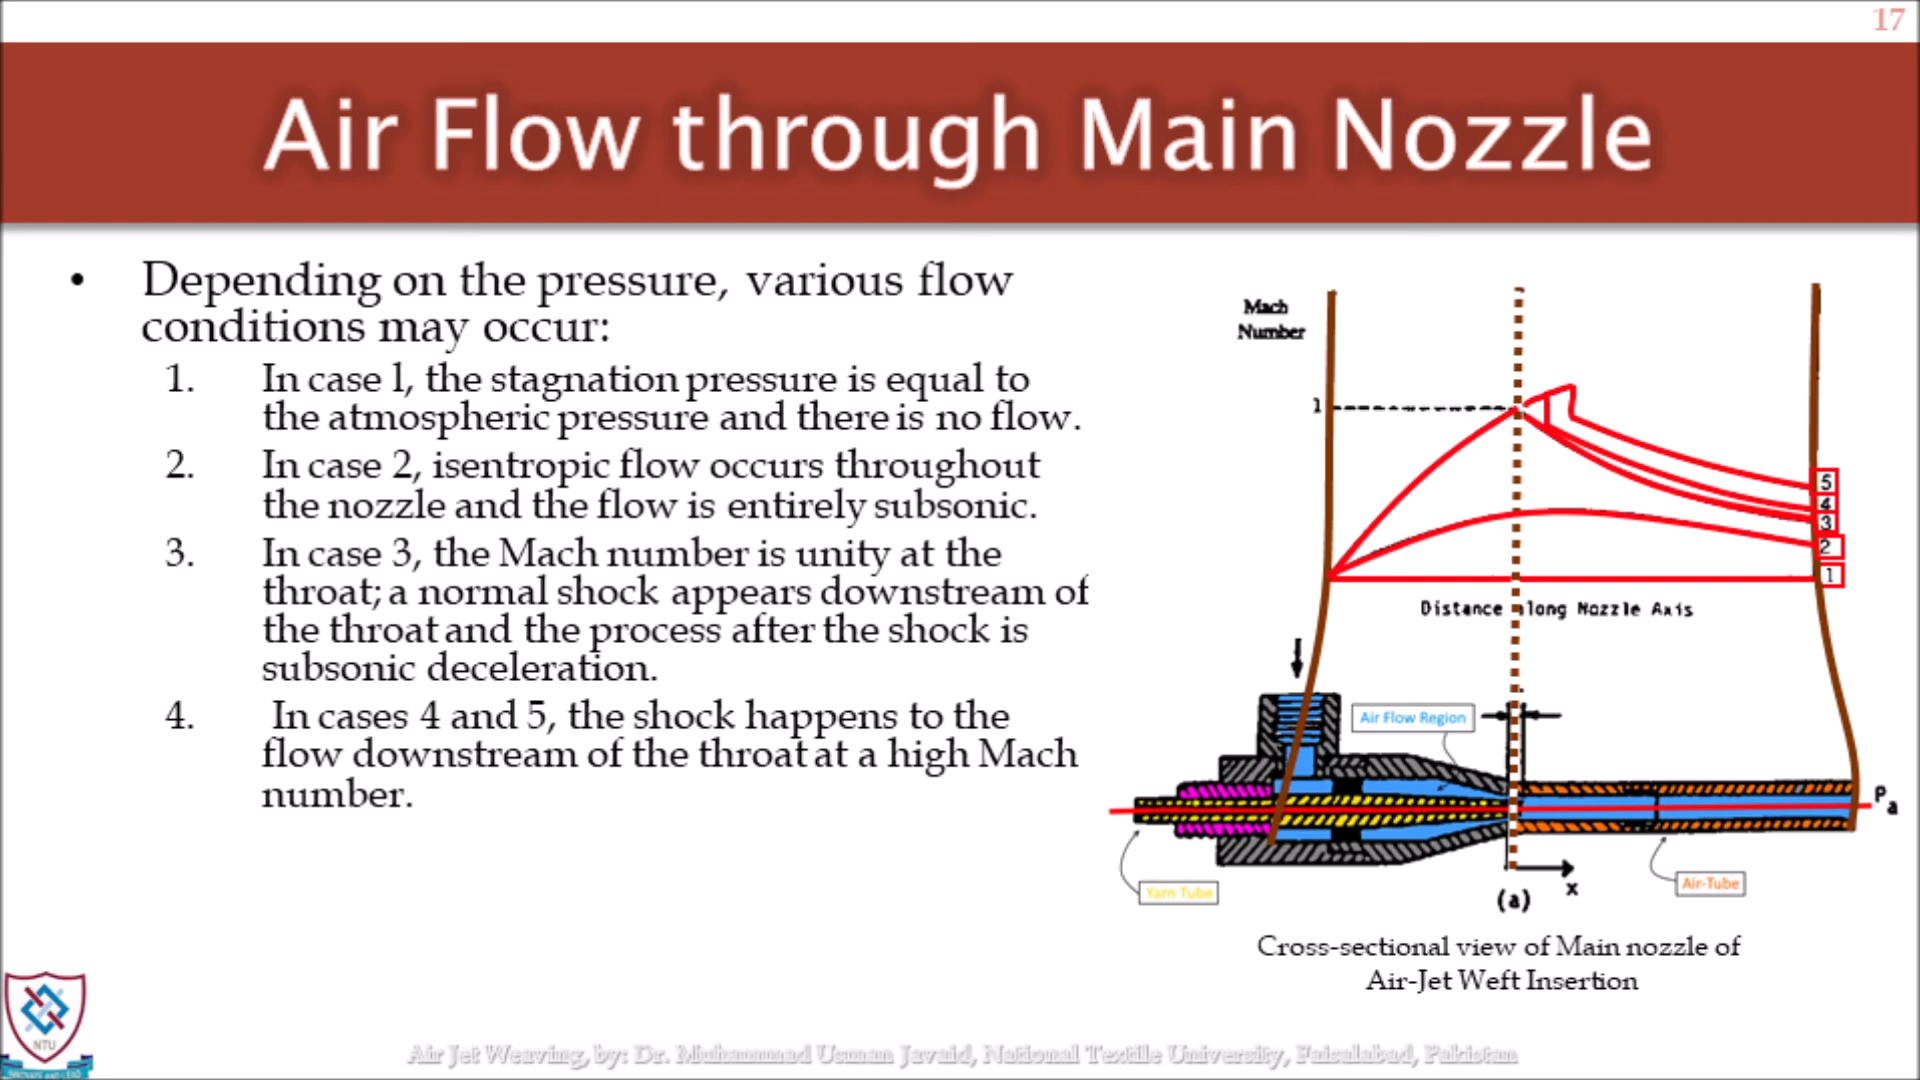 17
Air Flow through Main Nozzle
• Depending on the pressure, various flow
conditions may occur:
1. In case 1, the stagnation pressure is equal to
the atmospheric pressure and there is no flow.
2. In case 2, isentropic flow occurs throughout
the nozzle and the flow is entirely subsonic.
3. In case 3, the Mach number is unity at the
throat; a normal shock appears downstream of
the throat and the process after the shock is
subsonic deceleration.
4. In cases 4 and 5, the shock happens to the
flow downstream of the throat at a high Mach
number.
Mach
Number
1
5
4
3
2
1
Distance along Nozzle Axis
Air Flow Region
Pa
Yarn Tube
Air-Tube
x
(a)
Cross-sectional view of Main nozzle of
Air-Jet Weft Insertion
NTU
Air Jet Weaving, by: Dr. Muhammad Usman Javaid, National Textile University, Faisalabad, Pakistan